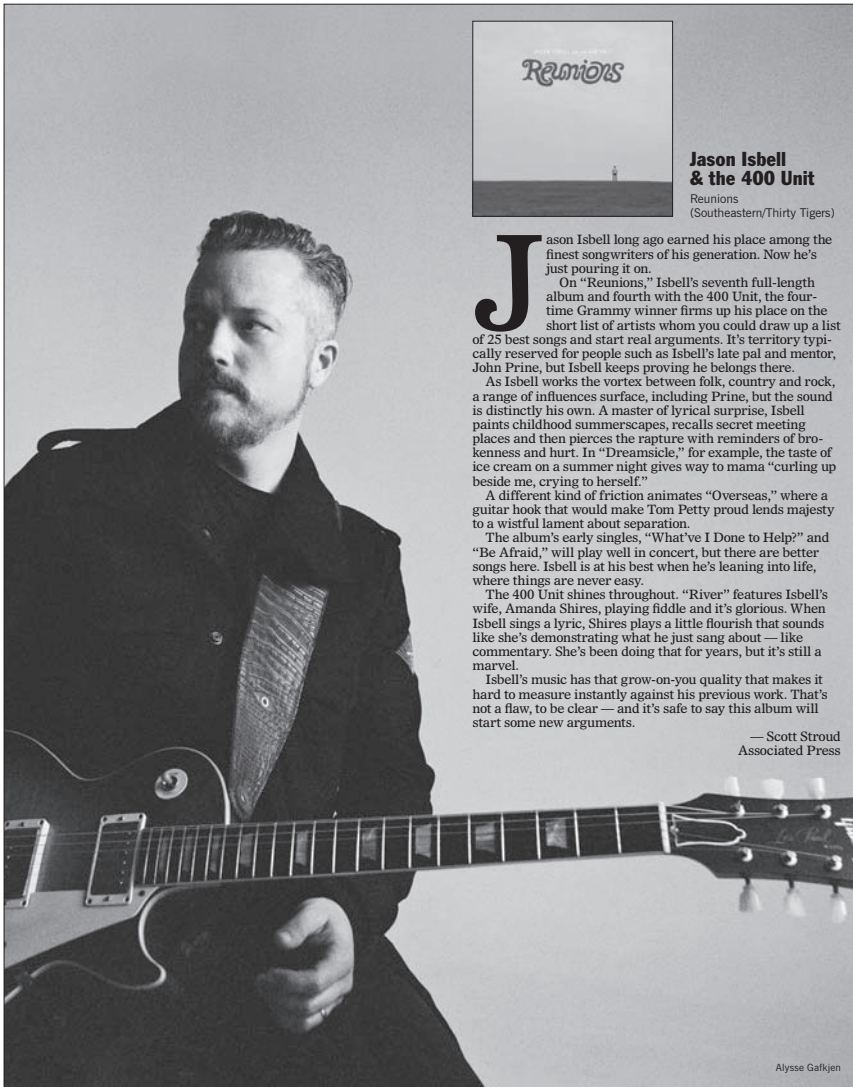 Reunions
Jason Isbell
& the 400 Unit
Reunions
(Southeastern/Thirty Tigers)
Jason Isbell long ago earned his place among the
finest songwriters of his generation. Now he’s
just pouring it on.
On “Reunions,” Isbell’s seventh full-length
album and fourth with the 400 Unit, the four-
time Grammy winner firms up his place on the
short list of artists whom you could draw up a list
of 25 best songs and start real arguments. It’s territory typi-
cally reserved for people such as Isbell’s late pal and mentor,
John Prine, but Isbell keeps proving he belongs there.
As Isbell works the vortex between folk, country and rock,
a range of influences surface, including Prine, but the sound
is distinctly his own. A master of lyrical surprise, Isbell
paints childhood summerscapes, recalls secret meeting
places and then pierces the rapture with reminders of bro-
kenness and hurt. In “Dreamsicle,” for example, the taste of
ice cream on a summer night gives way to mama “curling up
beside me, crying to herself.”
A different kind of friction animates “Overseas,” where a
guitar hook that would make Tom Petty proud lends majesty
to a wistful lament about separation.
The album’s early singles, “What’ve I Done to Help?” and
“Be Afraid,” will play well in concert, but there are better
songs here. Isbell is at his best when he’s leaning into life,
where things are never easy.
The 400 Unit shines throughout. “River” features Isbell’s
wife, Amanda Shires, playing fiddle and it’s glorious. When
Isbell sings a lyric, Shires plays a little flourish that sounds
like she’s demonstrating what he just sang about — like
commentary. She’s been doing that for years, but it’s still a
marvel.
Isbell’s music has that grow-on-you quality that makes it
hard to measure instantly against his previous work. That’s
not a flaw, to be clear — and it’s safe to say this album will
start some new arguments.
— Scott Stroud
Associated Press
Les Paul
Alysse Gafkjen